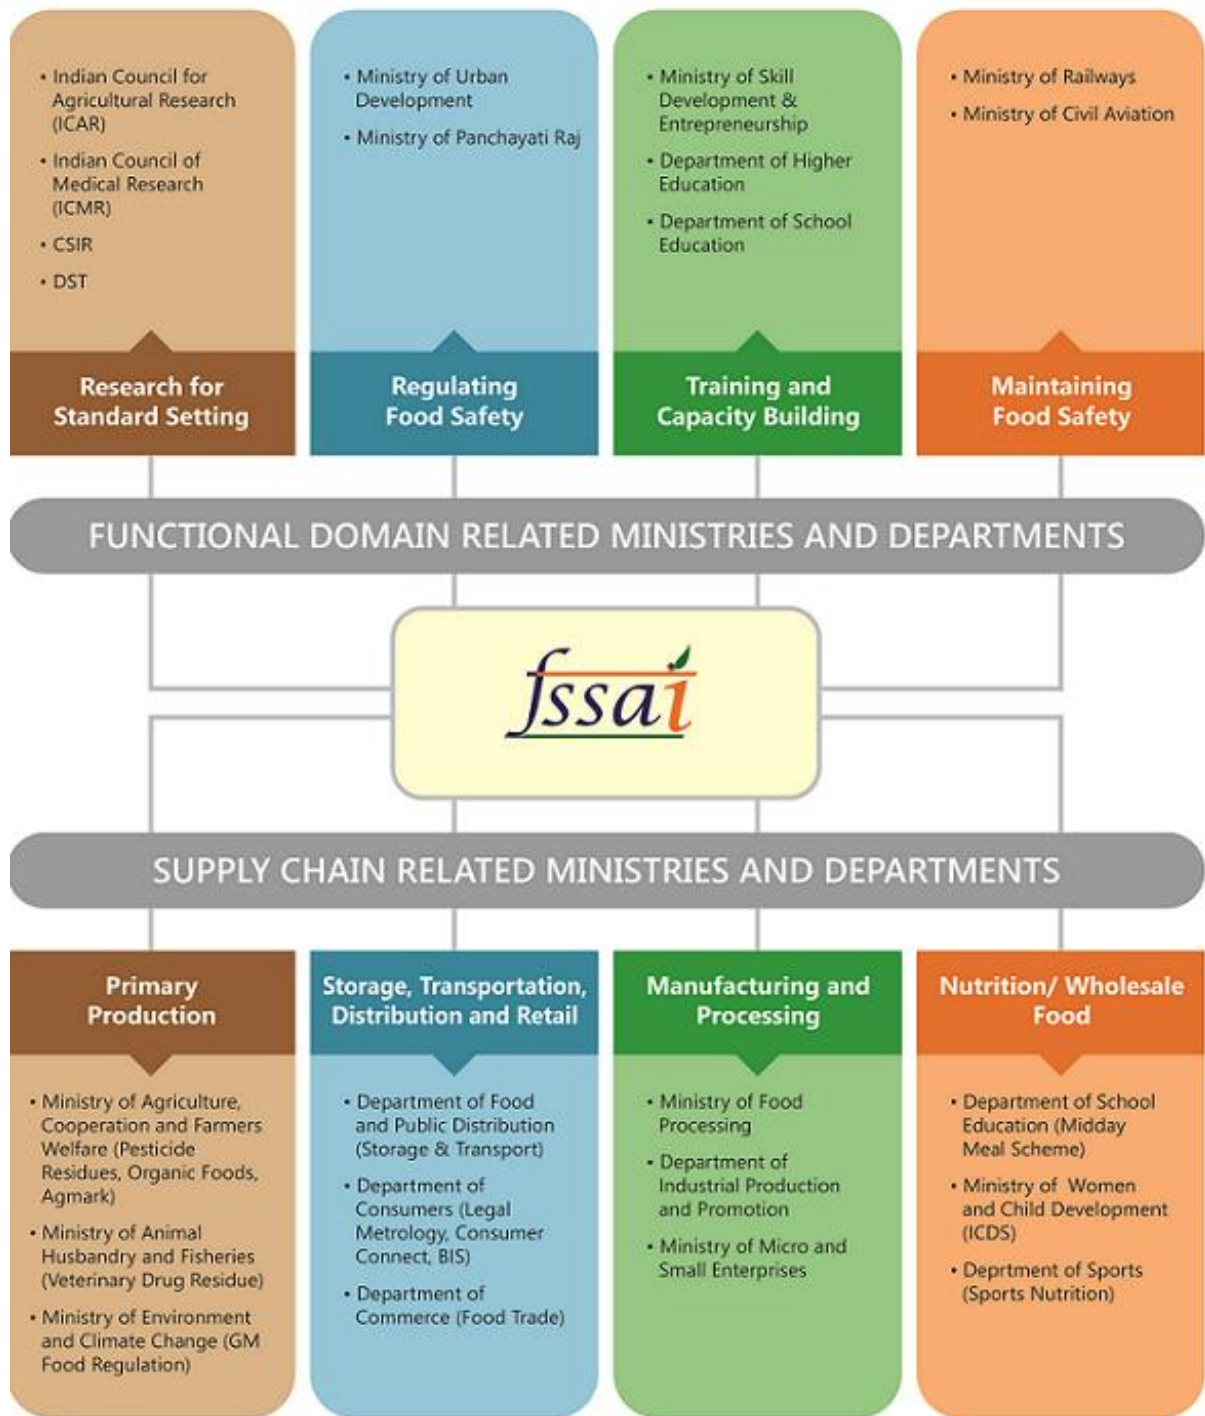 • Indian Council for
Agricultural Research
(ICAR)
• Indian Council of
Medical Research
(ICMR)
• CSIR
• DST
Research for
Standard Setting
• Ministry of Urban
Development
• Ministry of Panchayati Raj
Regulating
Food Safety
• Ministry of Skill
Development &
Entrepreneurship
• Department of Higher
Education
• Department of School
Education
Training and
Capacity Building
• Ministry of Railways
• Ministry of Civil Aviation
Maintaining
Food Safety
FUNCTIONAL DOMAIN RELATED MINISTRIES AND DEPARTMENTS
fssai
SUPPLY CHAIN RELATED MINISTRIES AND DEPARTMENTS
Primary
Production
• Ministry of Agriculture,
Cooperation and Farmers
Welfare (Pesticide
Residues, Organic Foods,
Agmark)
• Ministry of Animal
Husbandry and Fisheries
(Veterinary Drug Residue)
• Ministry of Environment
and Climate Change (GM
Food Regulation)
Storage, Transportation,
Distribution and Retail
• Department of Food
and Public Distribution
(Storage & Transport)
• Department of
Consumers (Legal
Metrology, Consumer
Connect, BIS)
• Department of
Commerce (Food Trade)
Manufacturing and
Processing
• Ministry of Food
Processing
• Department of
Industrial Production
and Promotion
• Ministry of Micro and
Small Enterprises
Nutrition/ Wholesale
Food
• Department of School
Education (Midday
Meal Scheme)
• Ministry of Women
and Child Development
(ICDS)
• Deprtment of Sports
(Sports Nutrition)